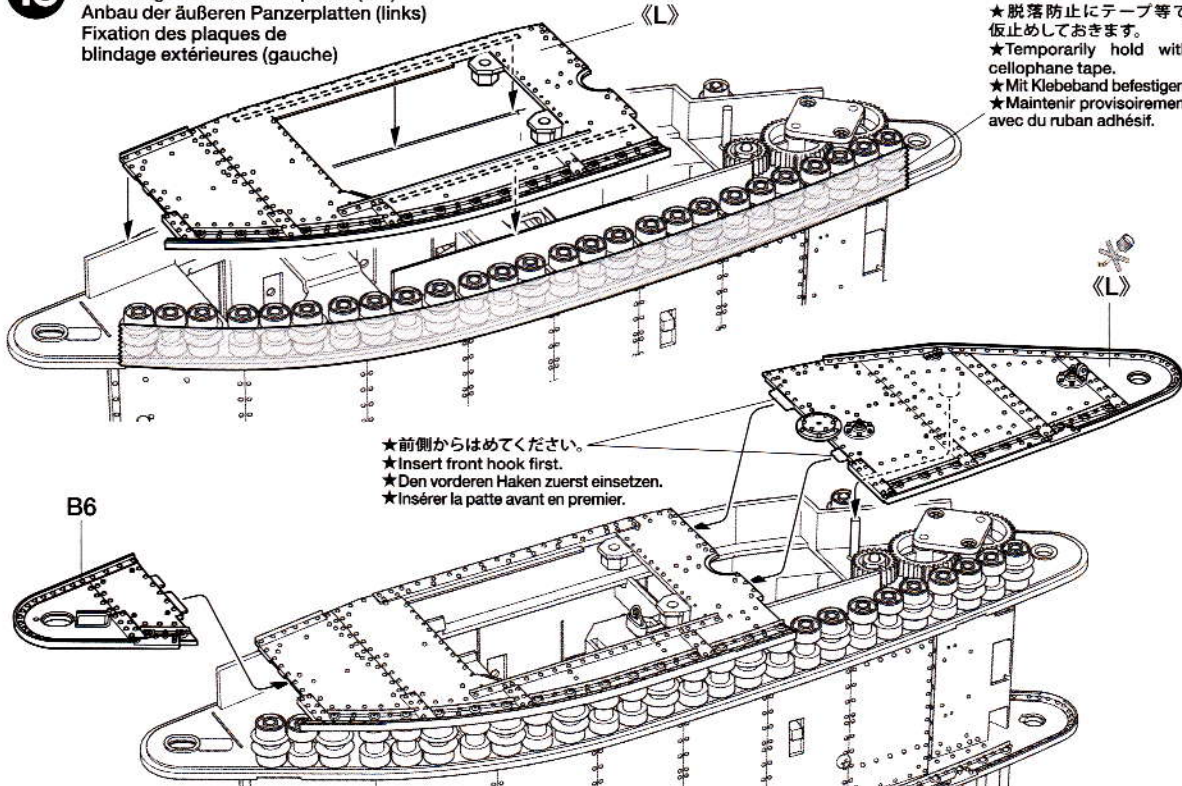 Anbau der äußeren Panzerplatten (links)
Fixation des plaques de
blindage extérieures (gauche)
《L》
★脱落防止にテープ等で
仮止めしておきます。
★Temporarily hold with
cellophane tape.
★Mit Klebeband befestigen
★Maintenir provisoirement
avec du ruban adhésif.
《L》
★前側からはめてください。
★Insert front hook first.
★Den vorderen Haken zuerst einsetzen.
★Insérer la patte avant en premier.
B6